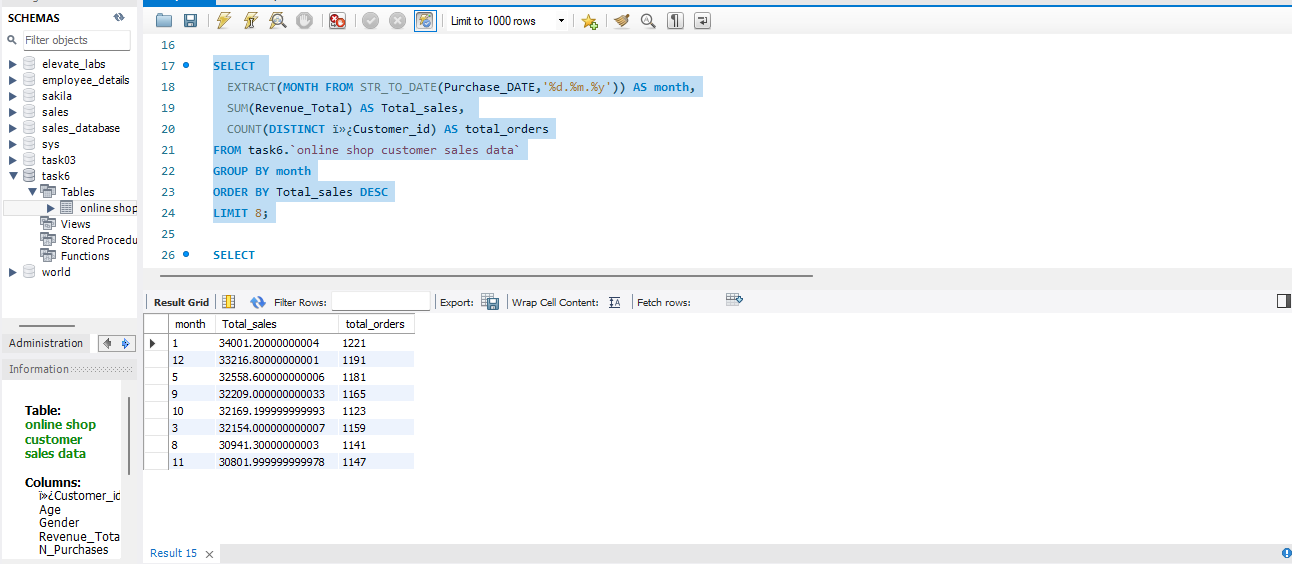 SCHEMAS
Filter objects
elevate_labs
employee_details
sakila
sales
sales_database
sys
task03
task6
Tables
online shop
Views
Stored Procedu
Functions
world
Administration
Information
Table:
online shop
customer
sales data
Columns:
ï»¿Customer_id
Age
Gender
Revenue_Tota
N_Purchases
Limit to 1000 rows
16
17 SELECT
18 EXTRACT(MONTH FROM STR_TO_DATE(Purchase_DATE,'%d.%m.%y')) AS month,
19 SUM(Revenue_Total) AS Total_sales,
20 COUNT(DISTINCT ï»¿Customer_id) AS total_orders
21 FROM task6.`online shop customer sales data`
22 GROUP BY month
23 ORDER BY Total_sales DESC
24 LIMIT 8;
25
26 SELECT
Result Grid Filter Rows: Export: Wrap Cell Content: Fetch rows:
month Total_sales total_orders
1 34001.20000000004 1221
12 33216.80000000001 1191
5 32558.600000000006 1181
9 32209.000000000033 1165
10 32169.199999999993 1123
3 32154.000000000007 1159
8 30941.30000000003 1141
11 30801.999999999978 1147
Result 15